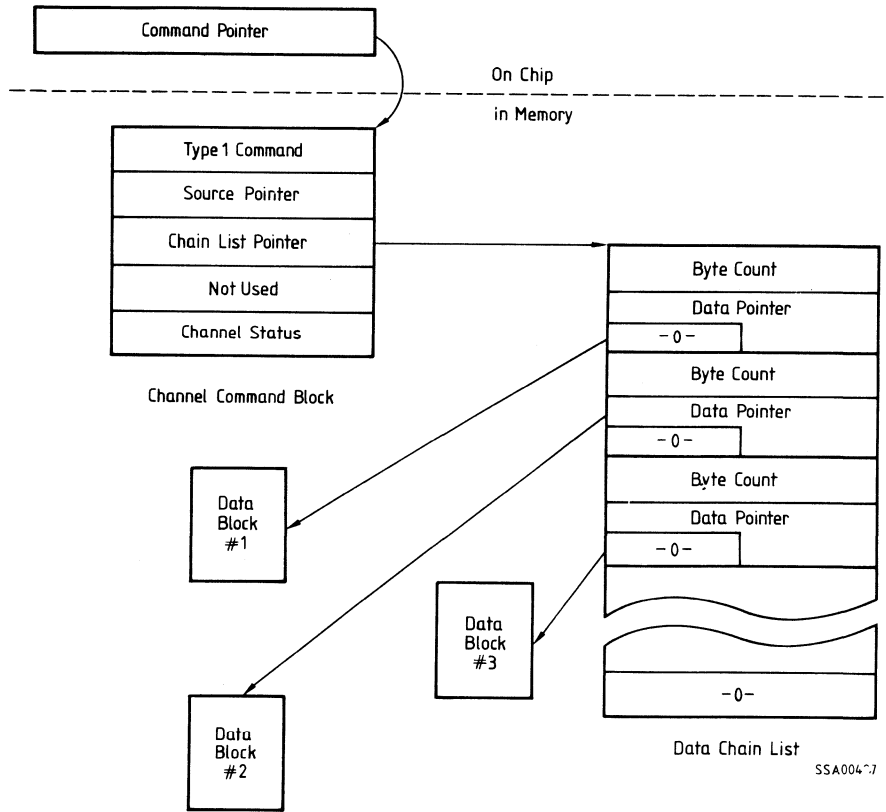 Command Pointer
On Chip
in Memory
Type 1 Command
Source Pointer
Chain List Pointer
Not Used
Channel Status
Channel Command Block
Byte Count
Data Pointer
-0-
Byte Count
Data Pointer
-0-
Byte Count
Data Pointer
-0-
-0-
Data Chain List
Data
Block
#1
Data
Block
#2
Data
Block
#3